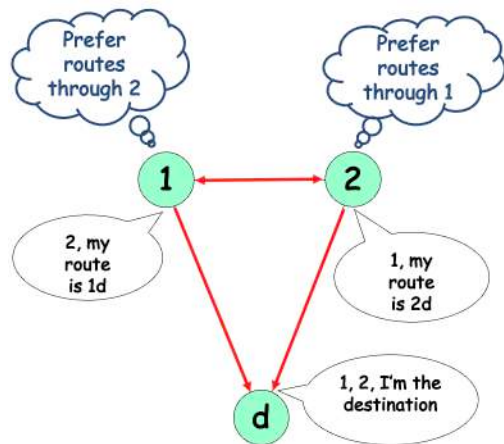 Prefer
routes
through 2
Prefer
routes
through 1
1
2
2, my
route
is 1d
1, my
route
is 2d
d
1, 2, I'm the
destination